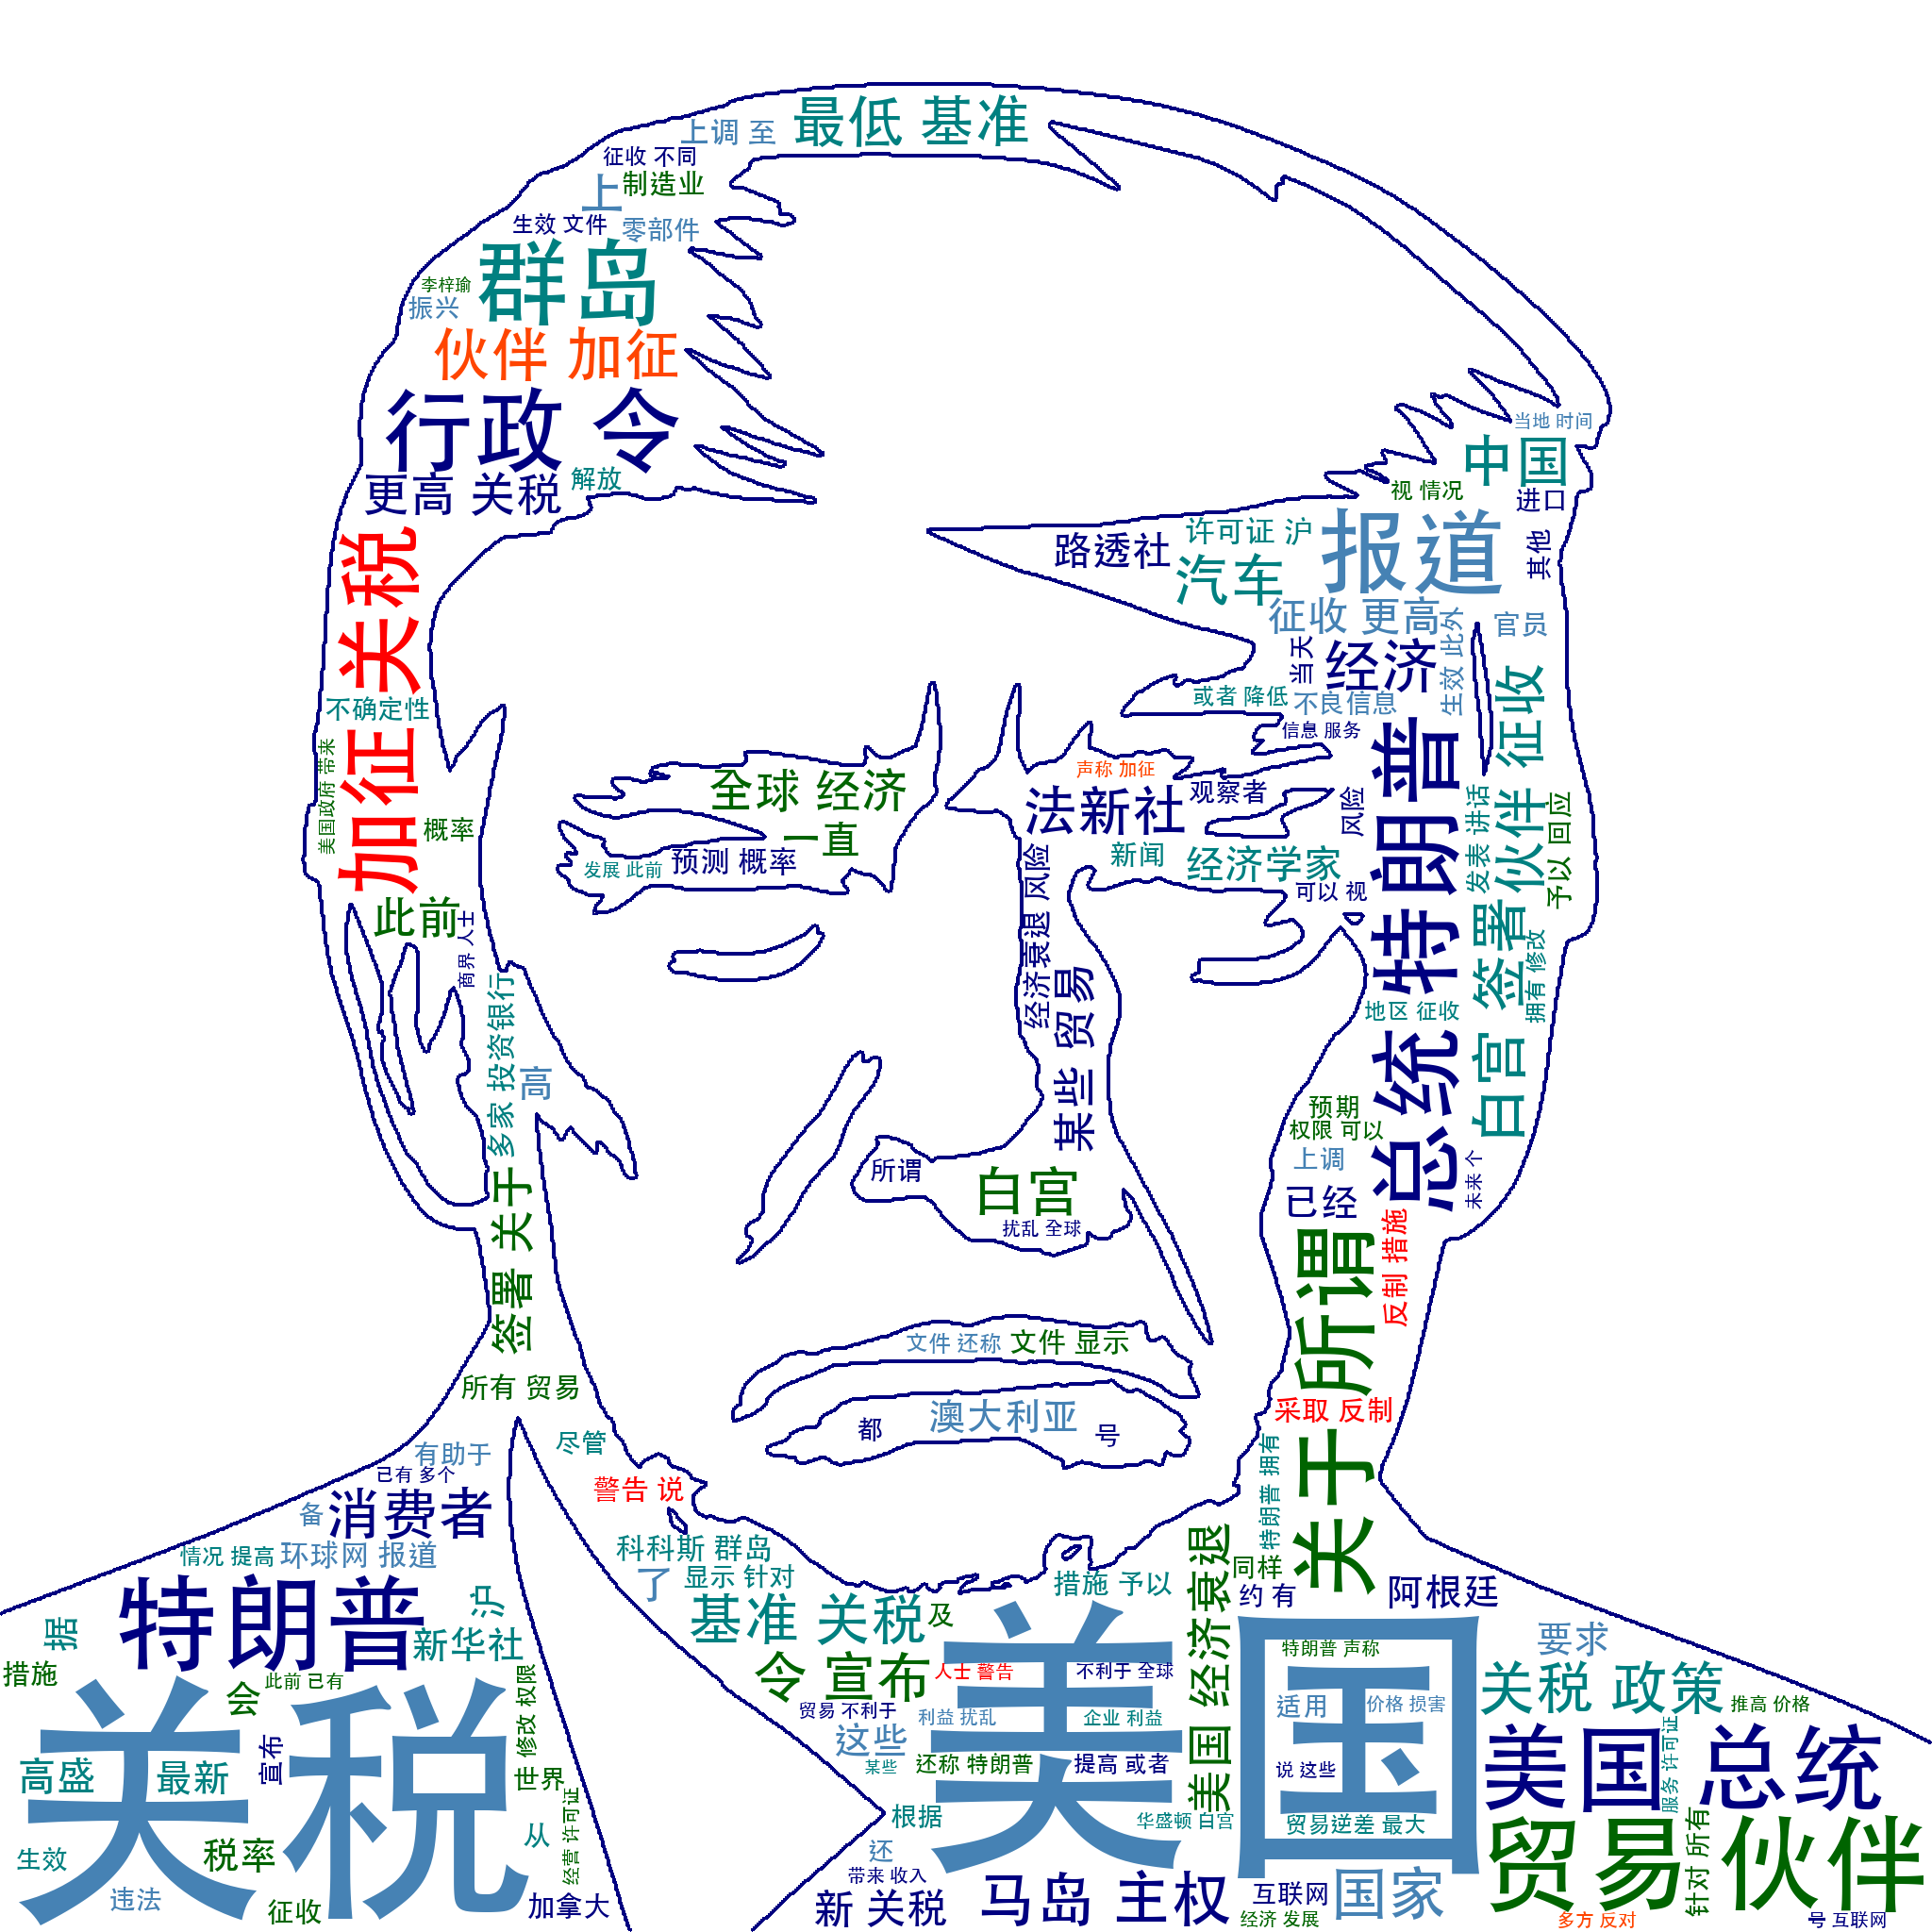 上调 至
最低 基准
征收 不同
上
制造业
生效 文件
零部件
群岛
李梓瑜
振兴
伙伴 加征
行政 令
更高 关税
解放
当地 时间
中国
视 情况
进口
报道
许可证 沪
路透社
汽车
其他
加征 关税
征收 更高
官员
生效 此外
当天
经济
或者 降低
不良信息
不确定性
信息 服务
总统 特朗普
白宫 签署
伙伴 征收
美国政府 带来
全球 经济
声称 加征
法新社
观察者
风险
发表 讲话
予以 回应
概率
一直
发展 此前
预测 概率
新闻
经济学家
可以 视
此前
商界 人士
经济衰退 风险
某些 贸易
拥有 修改
地区 征收
多家 投资银行
高
预期
权限 可以
上调
已经
未来 个
所谓
白宫
扰乱 全球
签署 关于
关于 所谓
反制 措施
文件 还称
文件 显示
所有 贸易
都
澳大利亚
号
采取 反制
尽管
有助于
已有 多个
警告 说
特朗普 拥有
备
消费者
情况 提高
环球网 报道
科科斯 群岛
了
显示 针对
措施 予以
美国 经济衰退
同样
约 有
阿根廷
特朗普
沪
据
新华社
基准 关税
及
要求
措施
令 宣布
人士 警告
不利于 全球
特朗普 声称
关税 政策
会
此前 已有
修改 权限
贸易 不利于
利益 扰乱
企业 利益
适用
价格 损害
推高 价格
关税
美国
美国 总统
服务 许可证
宣布
高盛
最新
世界
这些
某些
还称 特朗普
提高 或者
说 这些
经营 许可证
根据
华盛顿 白宫
贸易逆差 最大
贸易 伙伴
针对 所有
从
生效
税率
还
带来 收入
违法
征收
加拿大
新 关税
马岛 主权
互联网
国家
经济 发展
多方 反对
号 互联网